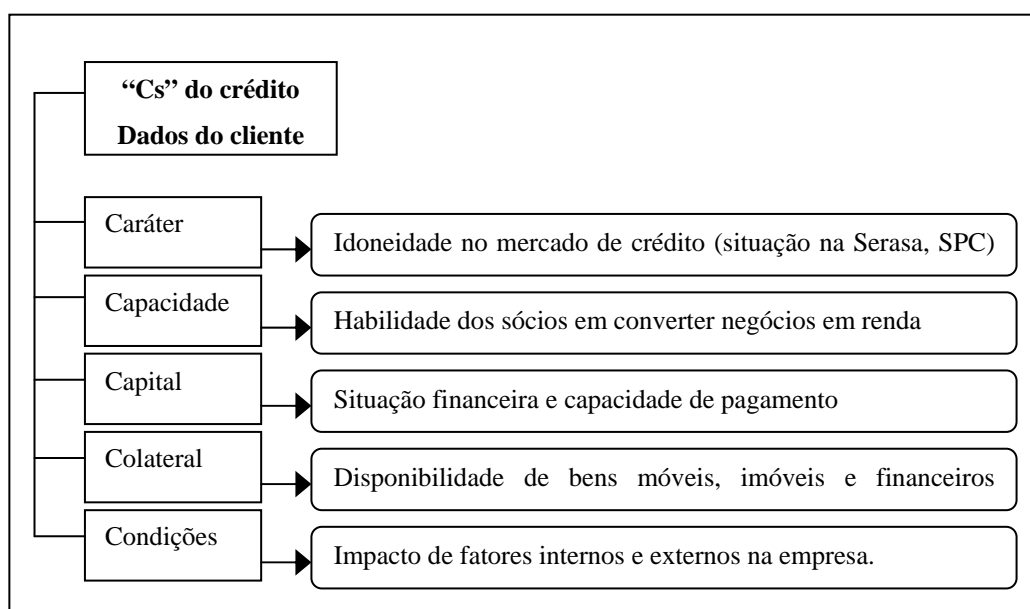 “Cs” do crédito
Dados do cliente
Caráter
Idoneidade no mercado de crédito (situação na Serasa, SPC)
Capacidade
Habilidade dos sócios em converter negócios em renda
Capital
Situação financeira e capacidade de pagamento
Colateral
Disponibilidade de bens móveis, imóveis e financeiros
Condições
Impacto de fatores internos e externos na empresa.